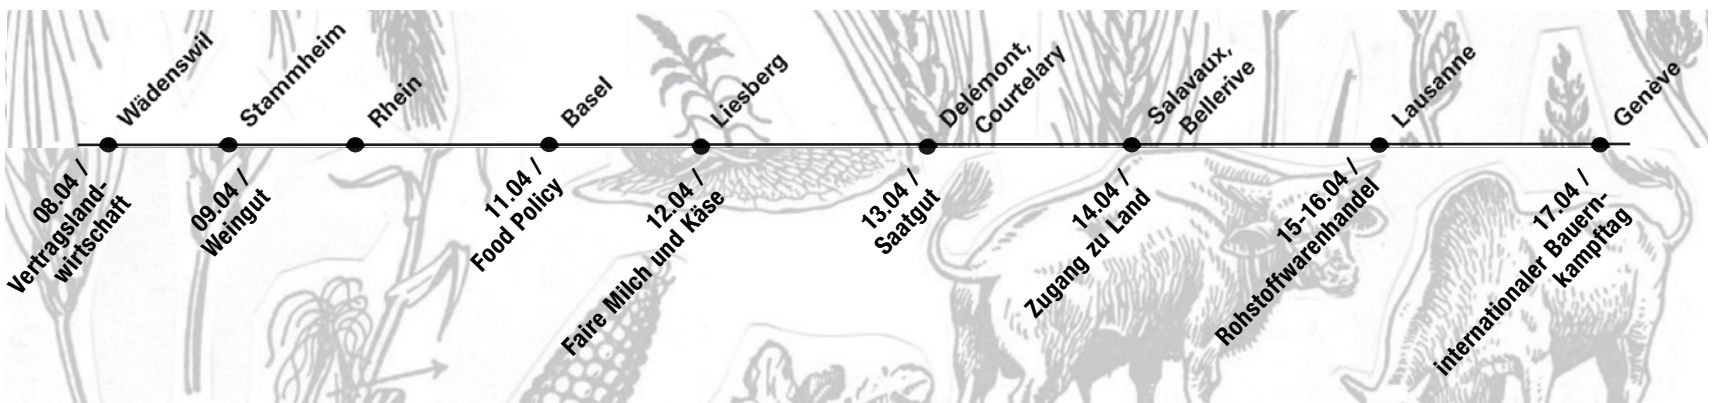 Wädenswil
Stammheim
Rhein
Basel
Liesberg
Delémont,
Courtelary
Salavaux,
Bellerive
Lausanne
Genève
08.04 /
Vertragsland-
wirtschaft
09.04 /
Weingut
11.04 /
Food Policy
12.04 /
Faire Milch und Käse
13.04 /
Saatgut
14.04 /
Zugang zu Land
15-16.04 /
Rohstoffwarenhandel
17.04 /
internationaler Bauern-
kampftag